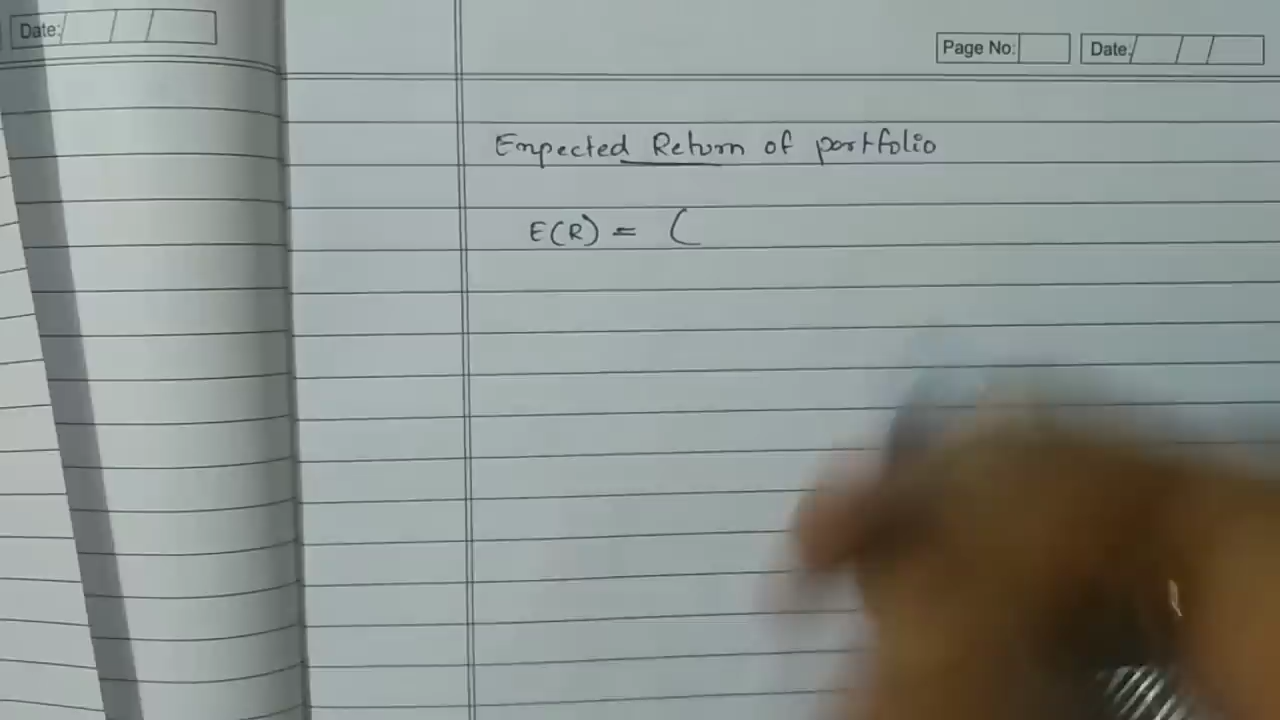 Date:
Page No: Date:
Expected Return of portfolio
E(R) = (